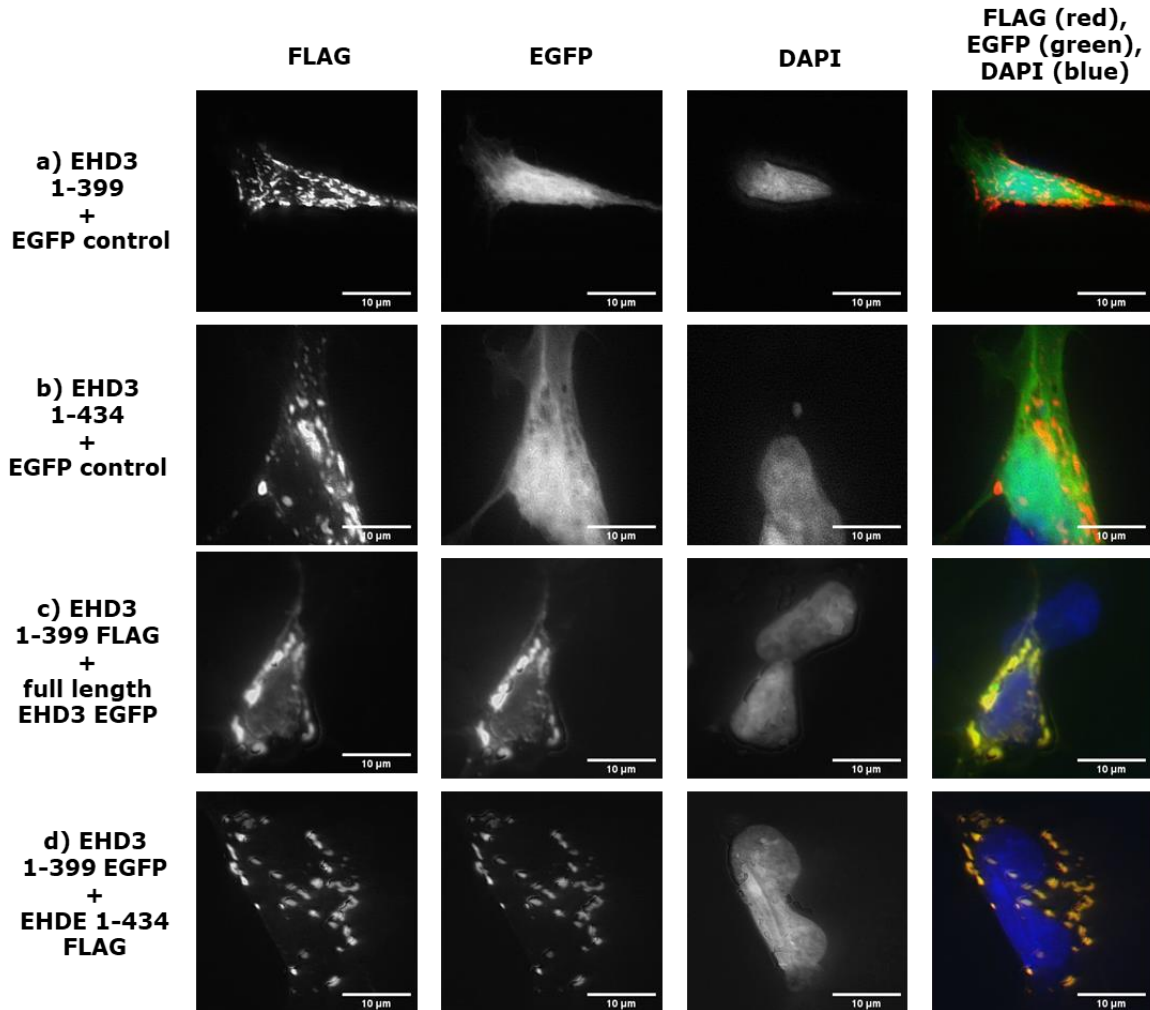 FLAG
EGFP
DAPI
FLAG (red),
EGFP (green),
DAPI (blue)
a) EHD3
1-399
+
EGFP control
10 µm
10 µm
10 µm
10 µm
b) EHD3
1-434
+
EGFP control
10 µm
10 µm
10 µm
10 µm
c) EHD3
1-399 FLAG
+
full length
EHD3 EGFP
10 µm
10 µm
10 µm
10 µm
d) EHD3
1-399 EGFP
+
EHDE 1-434
FLAG
10 µm
10 µm
10 µm
10 µm